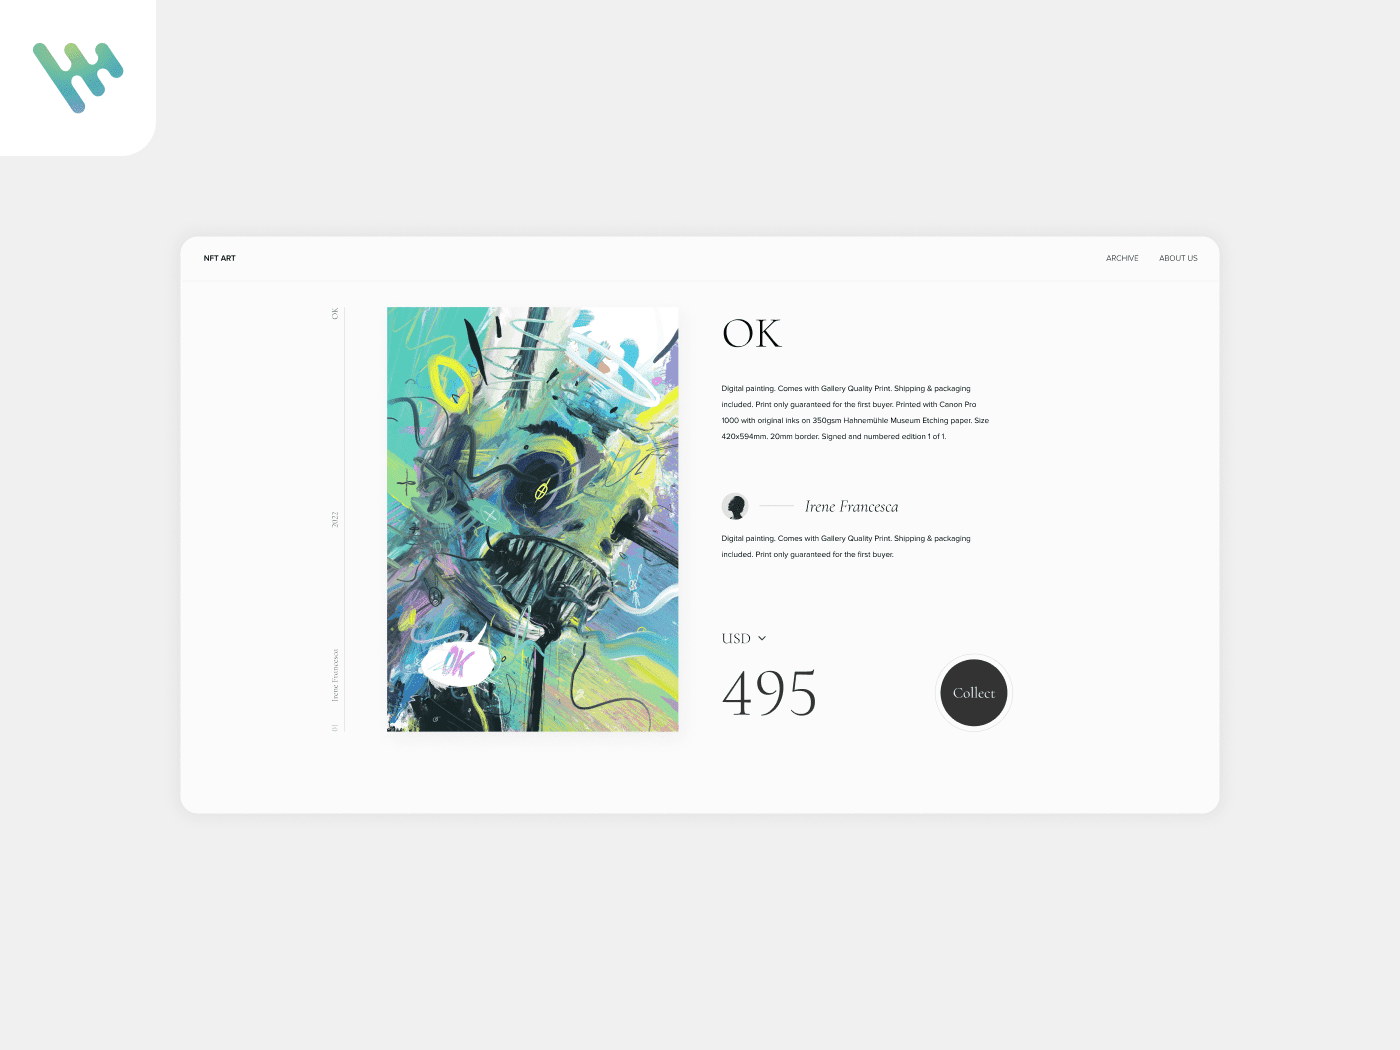 NFT ART
ARCHIVE
ABOUT US
OK
2022
Irene Francesca
OK
OK
Digital painting. Comes with Gallery Quality Print. Shipping & packaging
included. Print only guaranteed for the first buyer. Printed with Canon Pro
1000 with original inks on 350gsm Hahnemühle Museum Etching paper. Size
420x594mm. 20mm border. Signed and numbered edition 1 of 1.
Irene Francesca
Digital painting. Comes with Gallery Quality Print. Shipping & packaging
included. Print only guaranteed for the first buyer.
USD
495
Collect